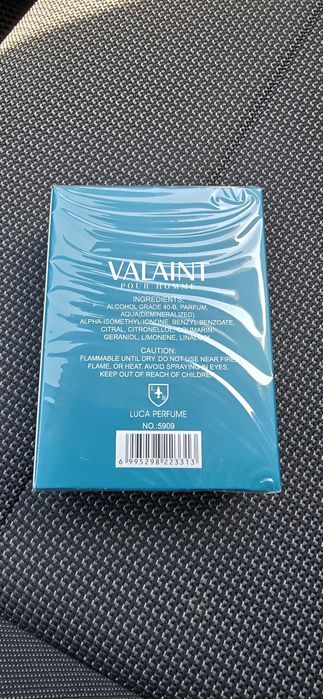 VALAINT
POUR HOMME
INGREDIENTS:
ALCOHOL GRADE 40-B, PARFUM,
AQUA(DEMINERALIZED).
ALPHA-ISOMETHYL IONONE, BENZYL BENZOATE,
CITRAL, CITRONELLOL, COUMARIN,
GERANIOL, LIMONENE, LINALOOL
CAUTION:
FLAMMABLE UNTIL DRY. DO NOT USE NEAR FIRE,
FLAME, OR HEAT. AVOID SPRAYING IN EYES.
KEEP OUT OF REACH OF CHILDREN.
LUCA PERFUME
NO.:5909
6 995298 223313